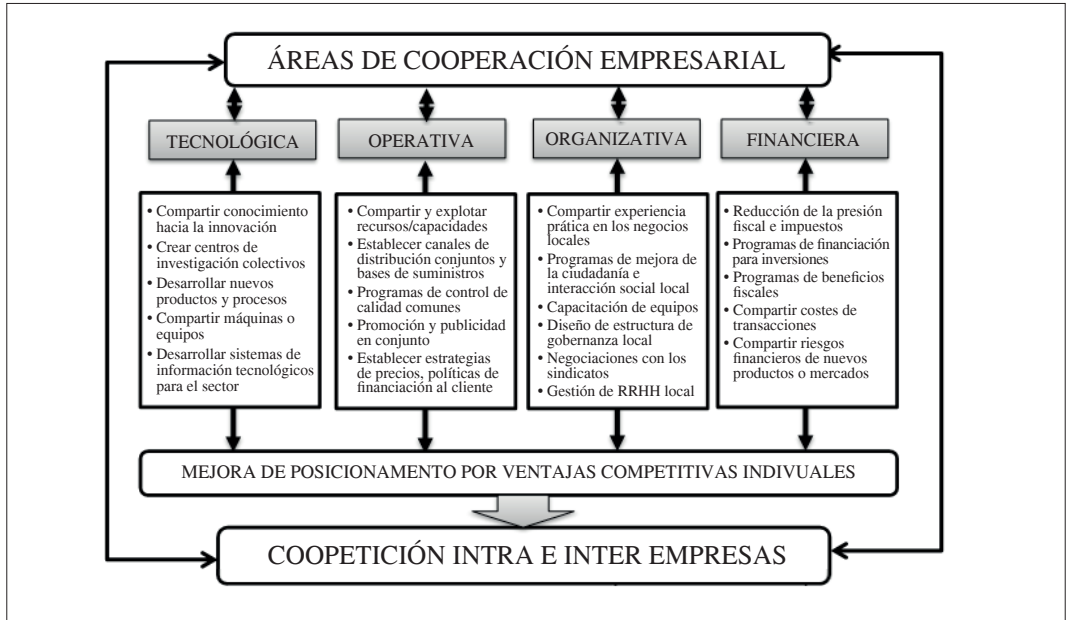 ÁREAS DE COOPERACIÓN EMPRESARIAL
TECNOLÓGICA
OPERATIVA
ORGANIZATIVA
FINANCIERA
• Compartir conocimiento
hacia la innovación
• Crear centros de
investigación colectivos
• Desarrollar nuevos
productos y procesos
• Compartir máquinas o
equipos
• Desarrollar sistemas de
información tecnológicos
para el sector
• Compartir y explotar
recursos/capacidades
• Establecer canales de
distribución conjuntos y
bases de suministros
• Programas de control de
calidad comunes
• Promoción y publicidad
en conjunto
• Establecer estrategias
de precios, políticas de
financiación al cliente
• Compartir experiencia
prática en los negocios
locales
• Programas de mejora de
la ciudadanía e
interacción social local
• Capacitación de equipos
• Diseño de estructura de
gobernanza local
• Negociaciones con los
sindicatos
• Gestión de RRHH local
• Reducción de la presión
fiscal e impuestos
• Programas de financiación
para inversiones
• Programas de beneficios
fiscales
• Compartir costes de
transacciones
• Compartir riesgos
financieros de nuevos
productos o mercados
MEJORA DE POSICIONAMENTO POR VENTAJAS COMPETITIVAS INDIVUALES
COOPETICIÓN INTRA E INTER EMPRESAS